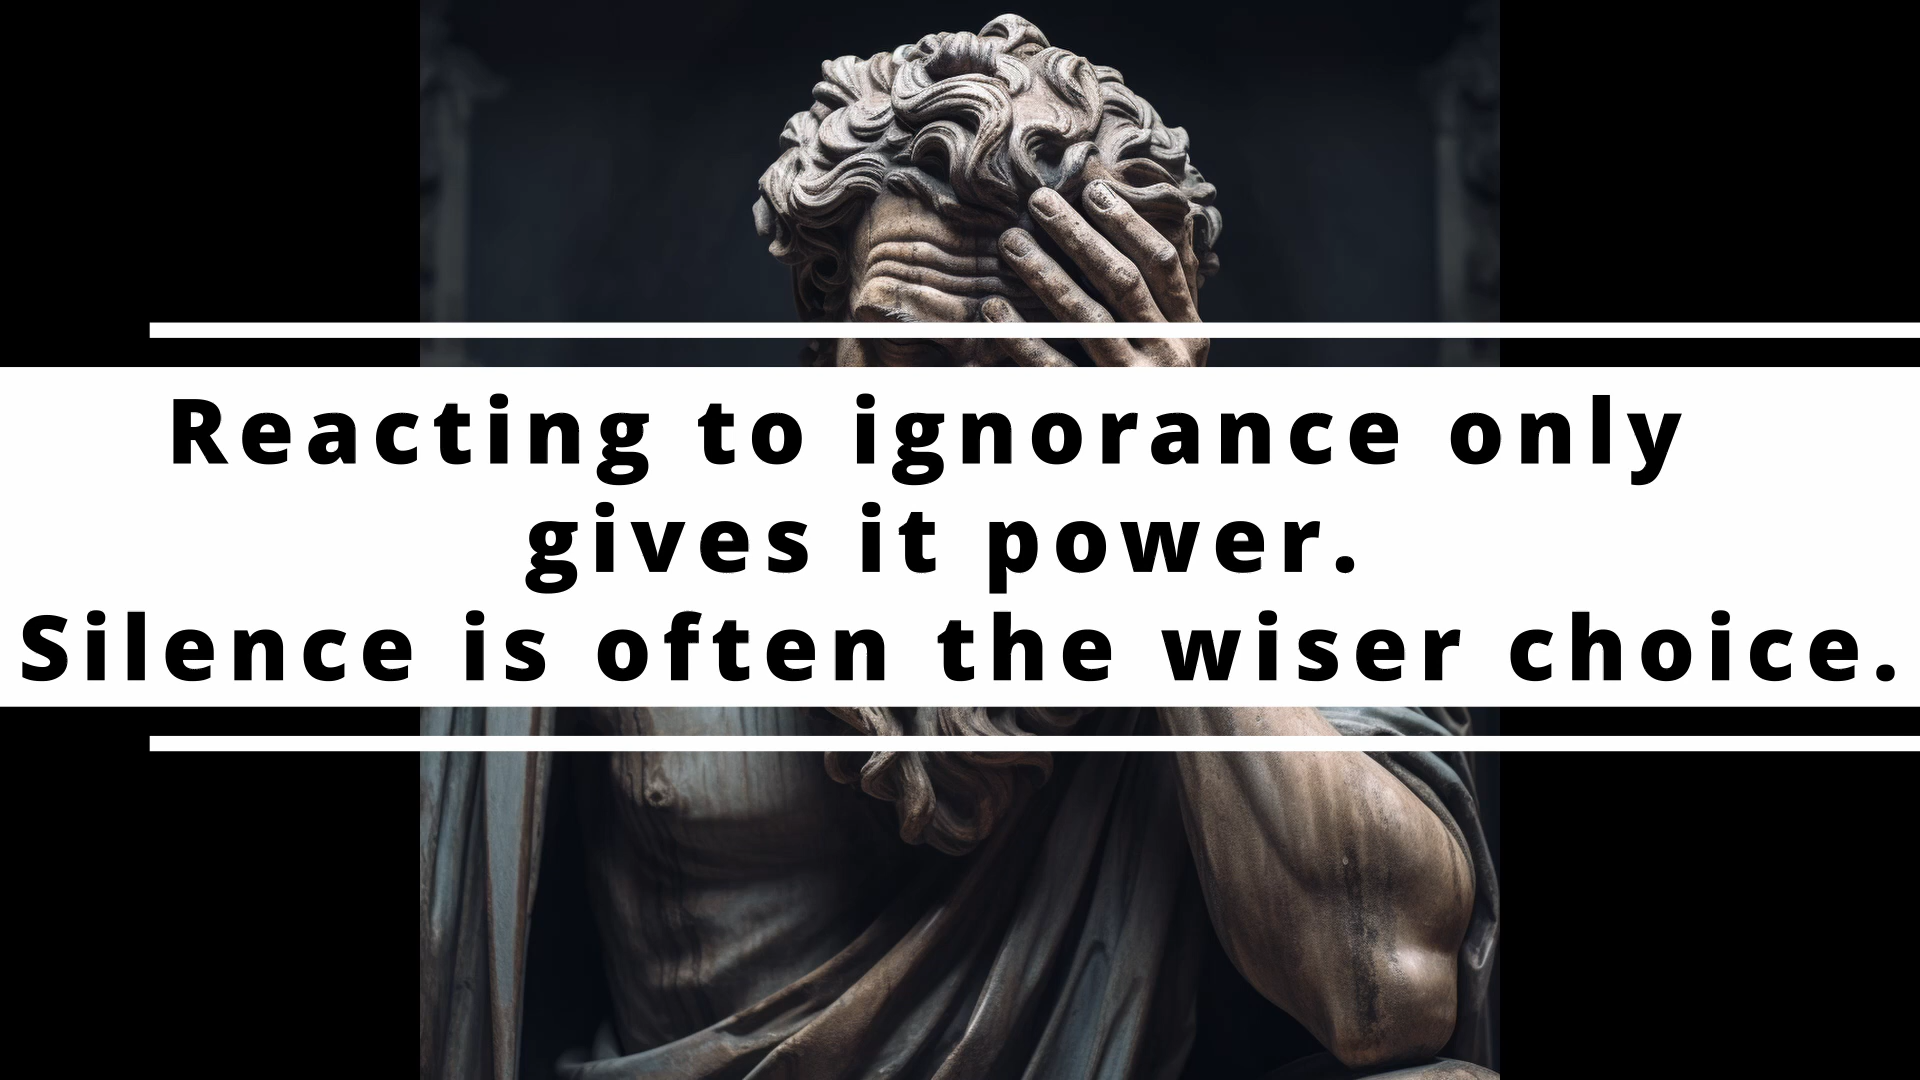 Reacting to ignorance only
gives it power.
Silence is often the wiser choice.